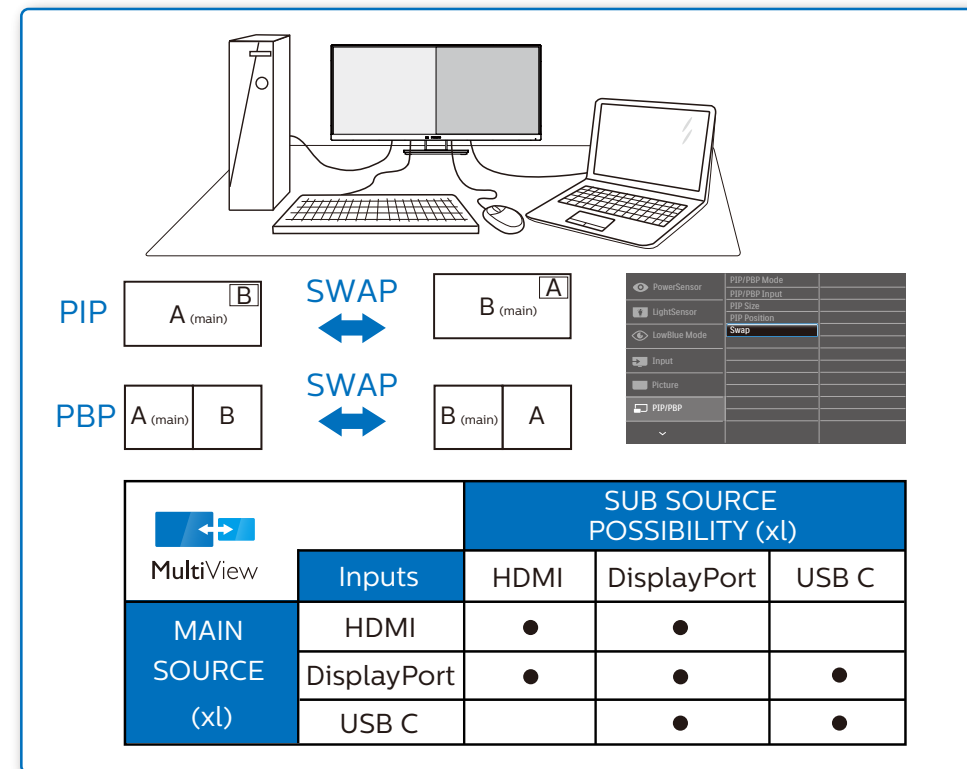 PIP
B
A (main)
SWAP
A
B (main)
PBP
A (main)
B
SWAP
B (main)
A
PowerSensor
LightSensor
LowBlue Mode
Input
Picture
PIP/PBP
PIP/PBP Mode
PIP/PBP Input
PIP Size
PIP Position
Swap
MultiView
SUB SOURCE
POSSIBILITY (xl)
Inputs
HDMI
DisplayPort
USB C
MAIN
SOURCE
(xl)
HDMI ● ●
DisplayPort ● ● ●
USB C ● ●